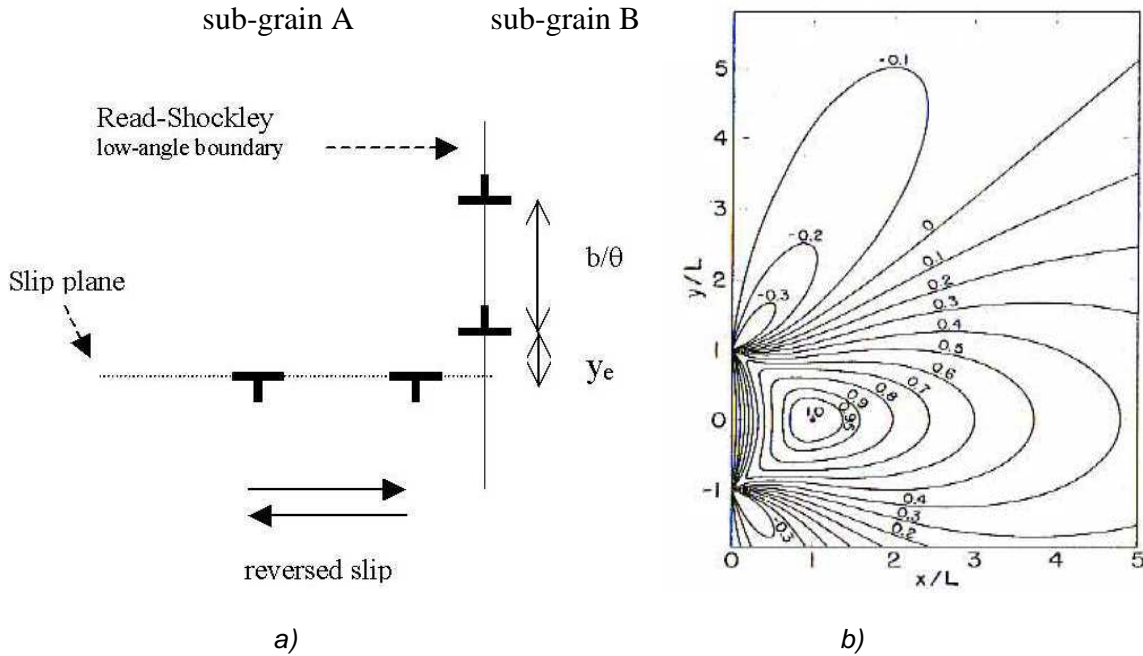 sub-grain A sub-grain B
Read-Shockley
low-angle boundary
b/θ
Slip plane
ye
reversed slip
a)
y/L
5
4
3
2
1
0
-1
-0.1
-0.2
-0.3
0
0.1
0.2
0.3
0.4
0.5
0.6
0.7
0.8
0.9
.95
1.0
0.4
0.3
0.2
-0.3
0 1 2 3 4 5
x/L
b)